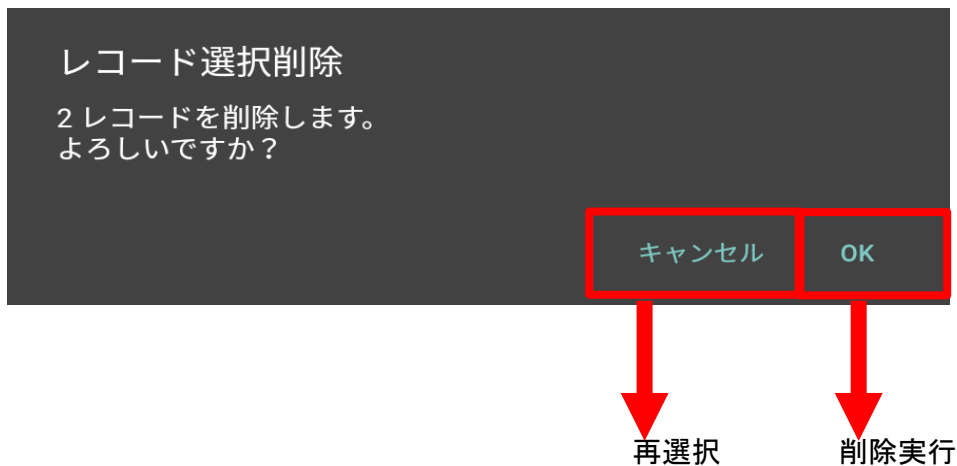 レコード選択削除
2 レコードを削除します。
よろしいですか？
キャンセル OK
再選択 削除実行